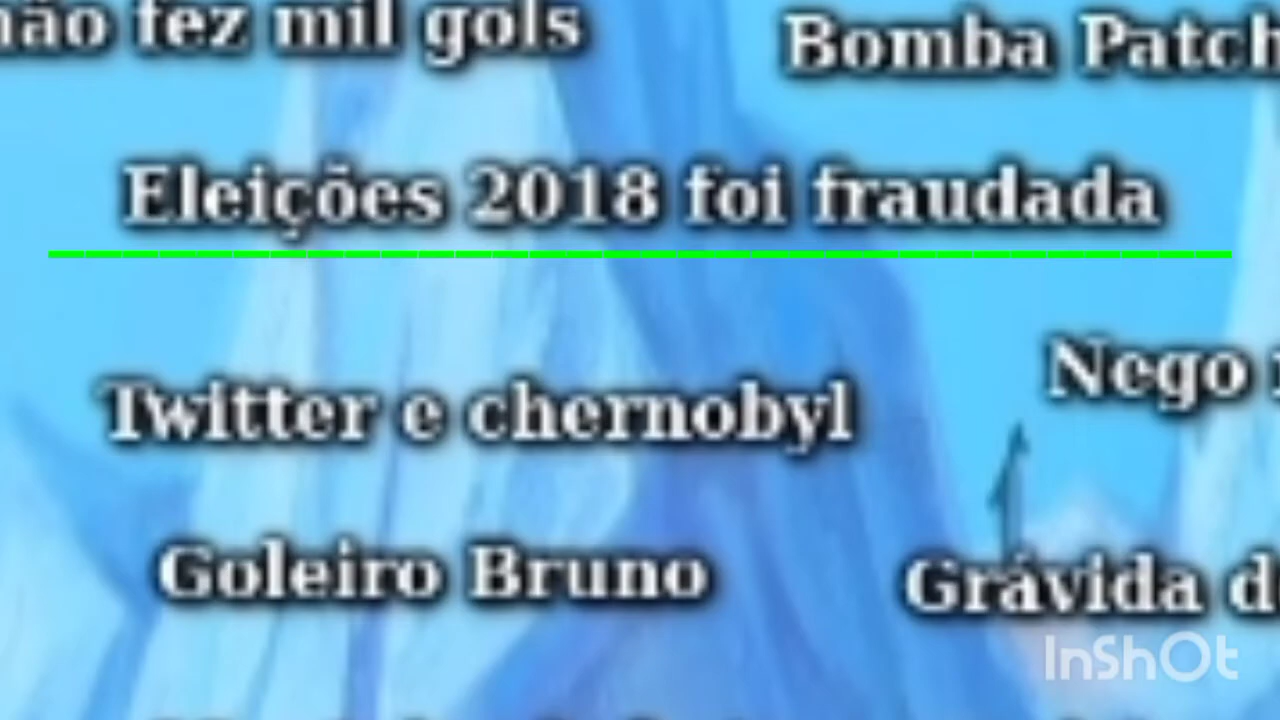 não fez mil gols
Bomba Patch
Eleições 2018 foi fraudada
Nego
Twitter e chernobyl
Goleiro Bruno
Grávida
InShOt